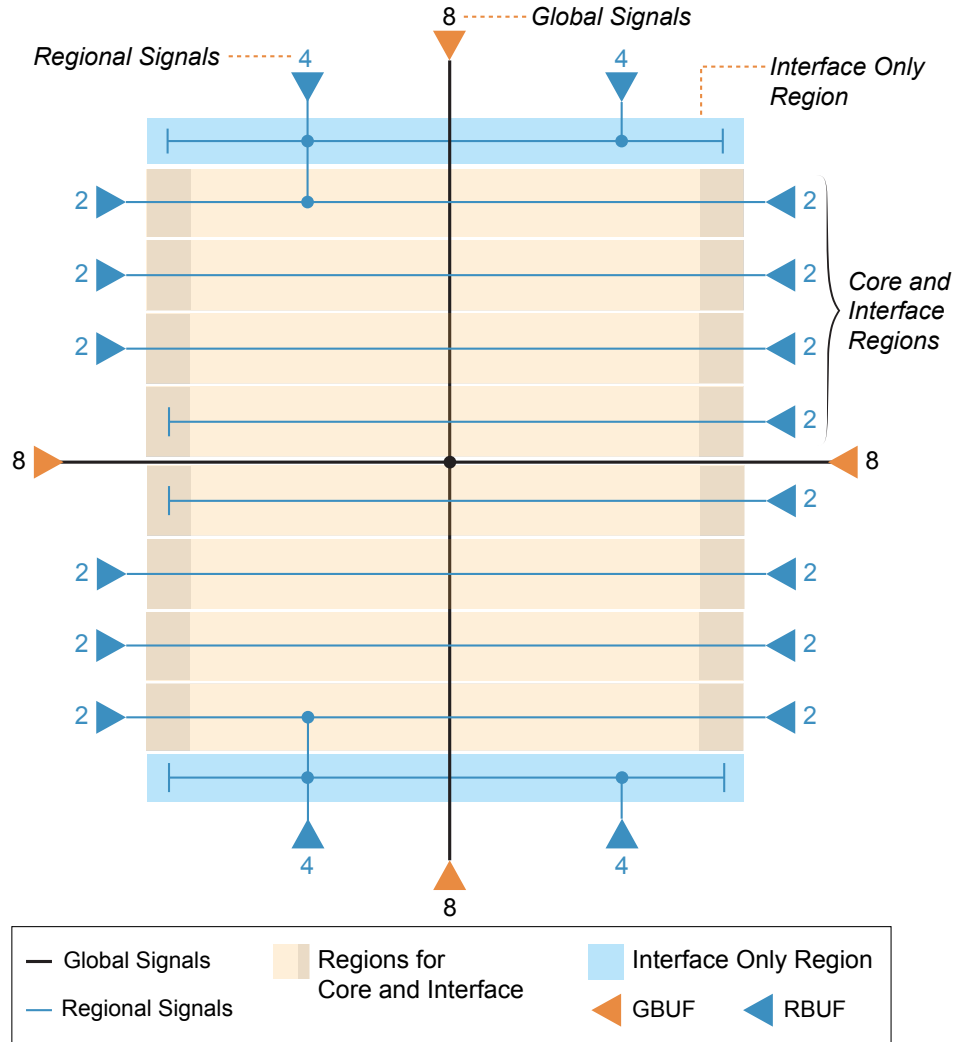 8 Global Signals
Regional Signals 4
4
Interface Only
Region
2 2
2 2
2 2
2
Core and
Interface
Regions
8 8
2
2 2
2 2
2 2
4 4
8
Global Signals
Regional Signals
Regions for
Core and Interface
Interface Only Region
GBUF
RBUF